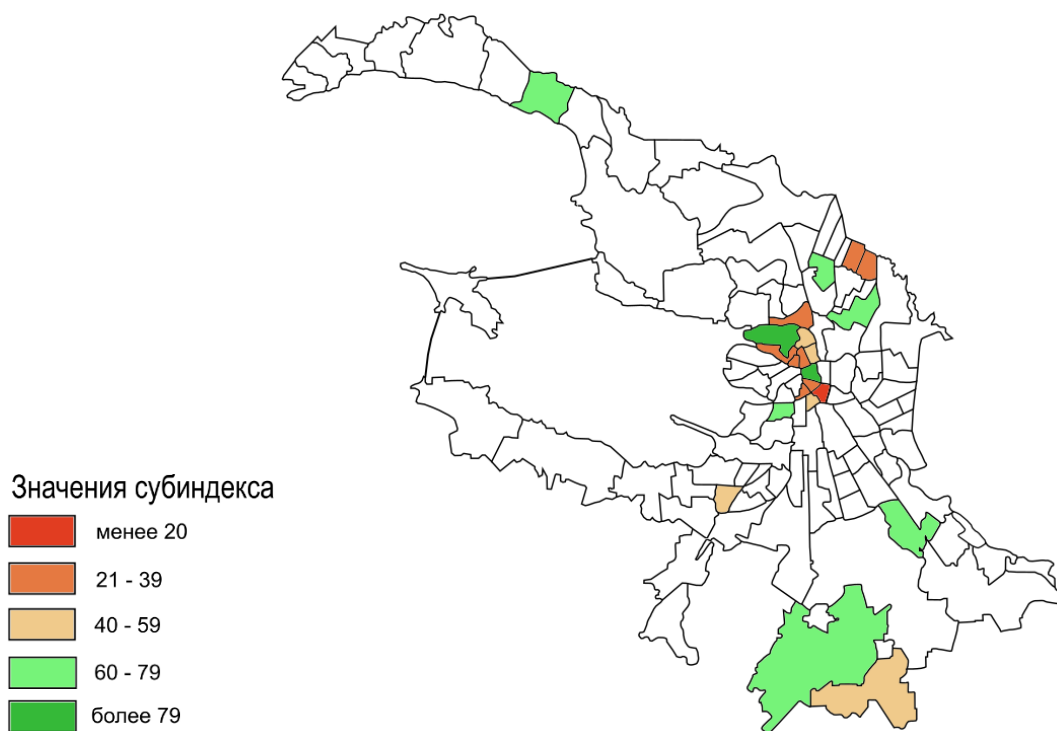 Значения субиндекса
менее 20
21 - 39
40 - 59
60 - 79
более 79